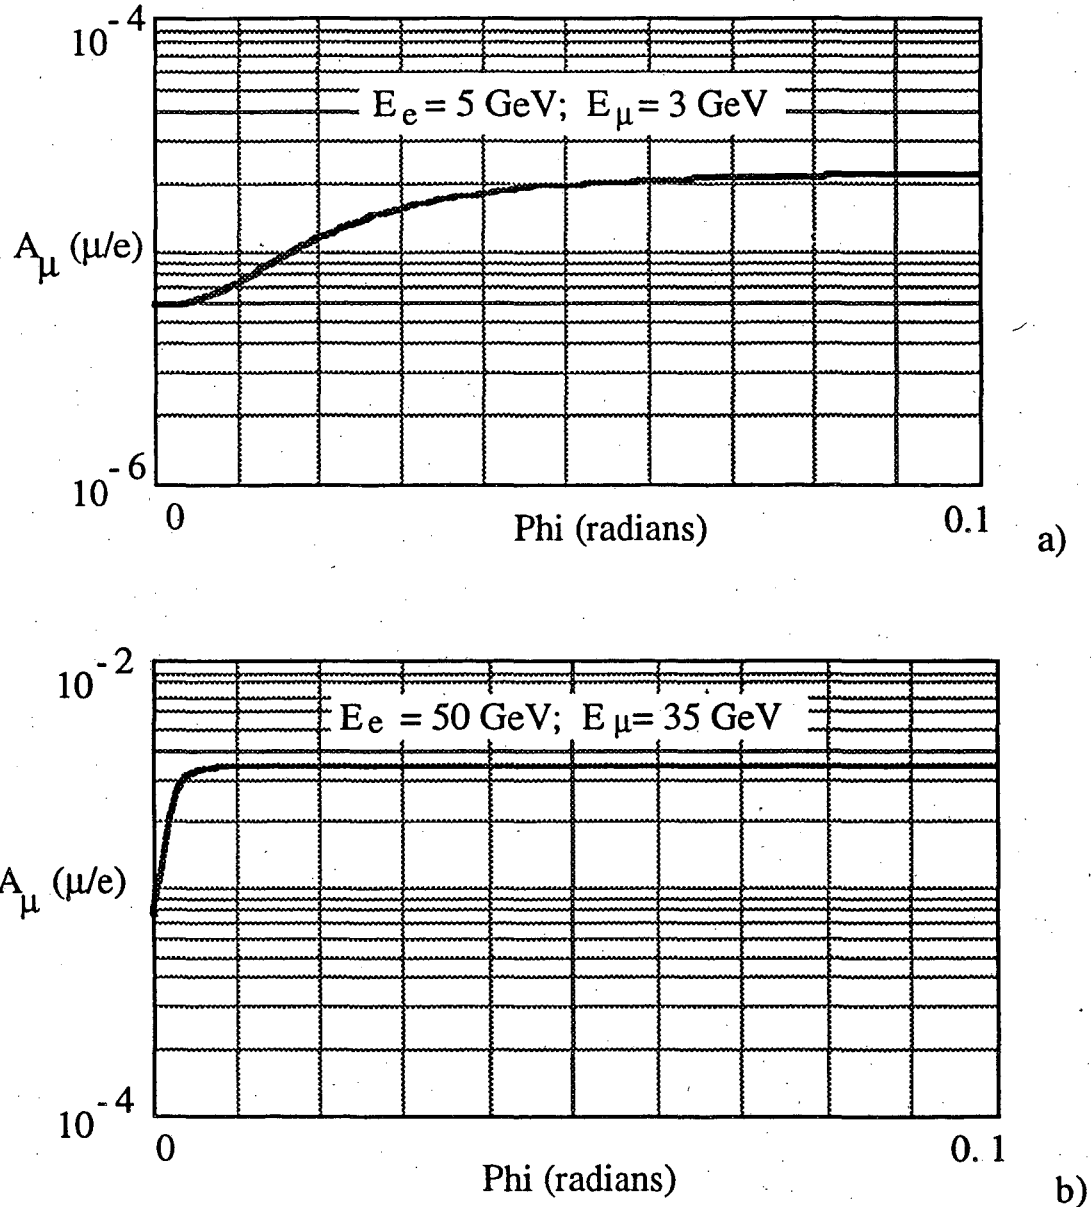 10⁻⁴
E_e = 5 GeV; E_μ = 3 GeV
A_μ (μ/e)
10⁻⁶
0 Phi (radians) 0.1 a)
10⁻²
E_e = 50 GeV; E_μ = 35 GeV
A_μ (μ/e)
10⁻⁴
0 Phi (radians) 0.1 b)